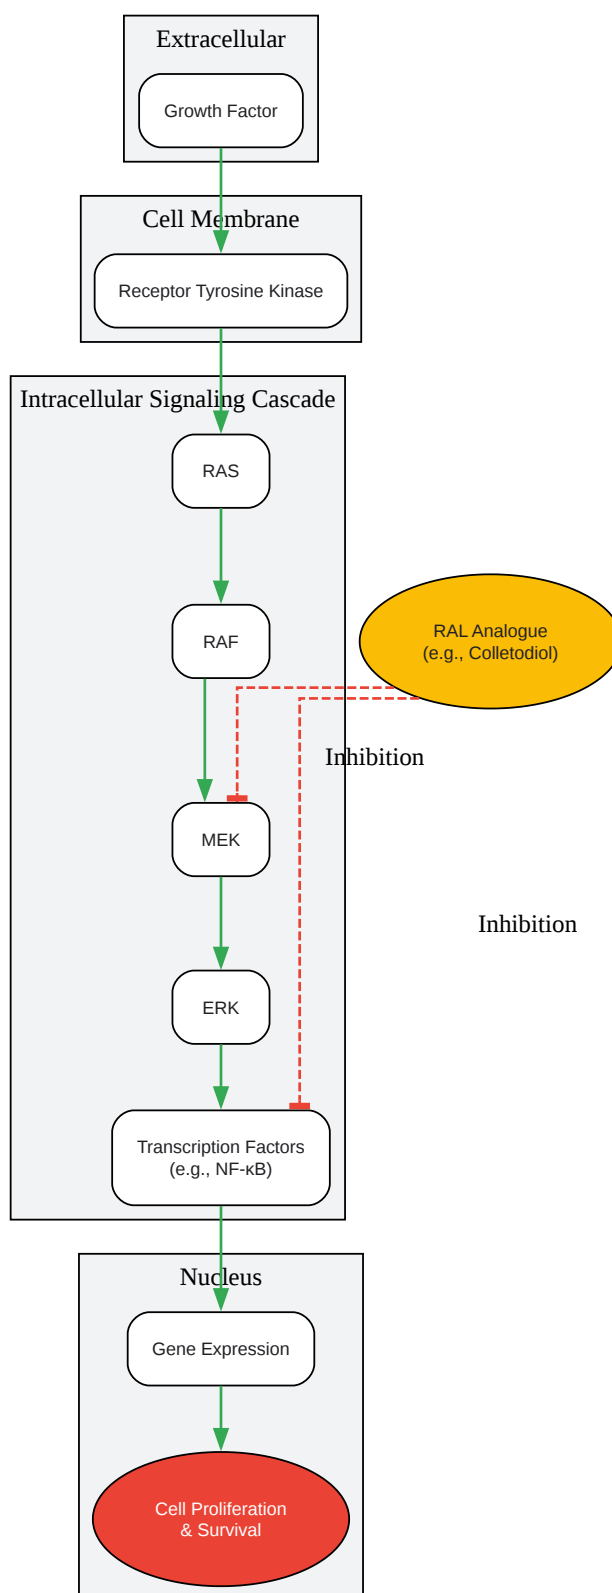 Extracellular
Growth Factor
Cell Membrane
Receptor Tyrosine Kinase
Intracellular Signaling Cascade
RAS
RAF
RAL Analogue
(e.g., Colletodiol)
Inhibition
MEK
Inhibition
ERK
Transcription Factors
(e.g., NF-κB)
Nucleus
Gene Expression
Cell Proliferation
& Survival